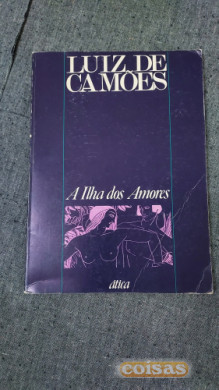 LUIZ DE
CAMÕES
A Ilha dos Amores
ática
coisas